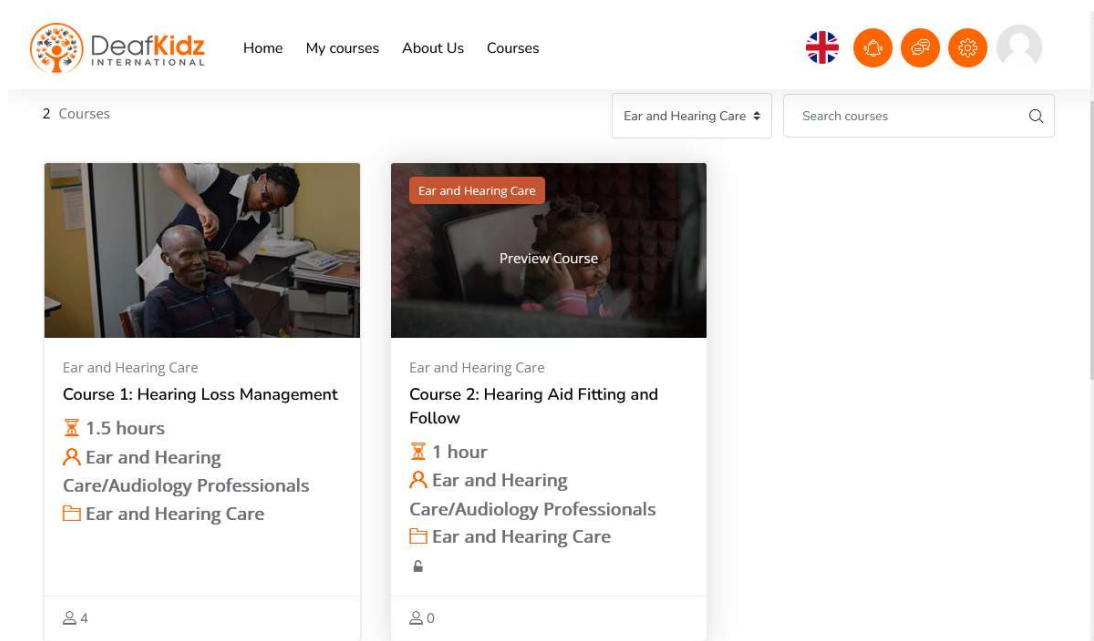 DeafKidz
INTERNATIONAL
Home My courses About Us Courses
2 Courses
Ear and Hearing Care
Search courses
Ear and Hearing Care
Preview Course
Ear and Hearing Care
Course 1: Hearing Loss Management
1.5 hours
Ear and Hearing
Care/Audiology Professionals
Ear and Hearing Care
4
Ear and Hearing Care
Course 2: Hearing Aid Fitting and
Follow
1 hour
Ear and Hearing
Care/Audiology Professionals
Ear and Hearing Care
0